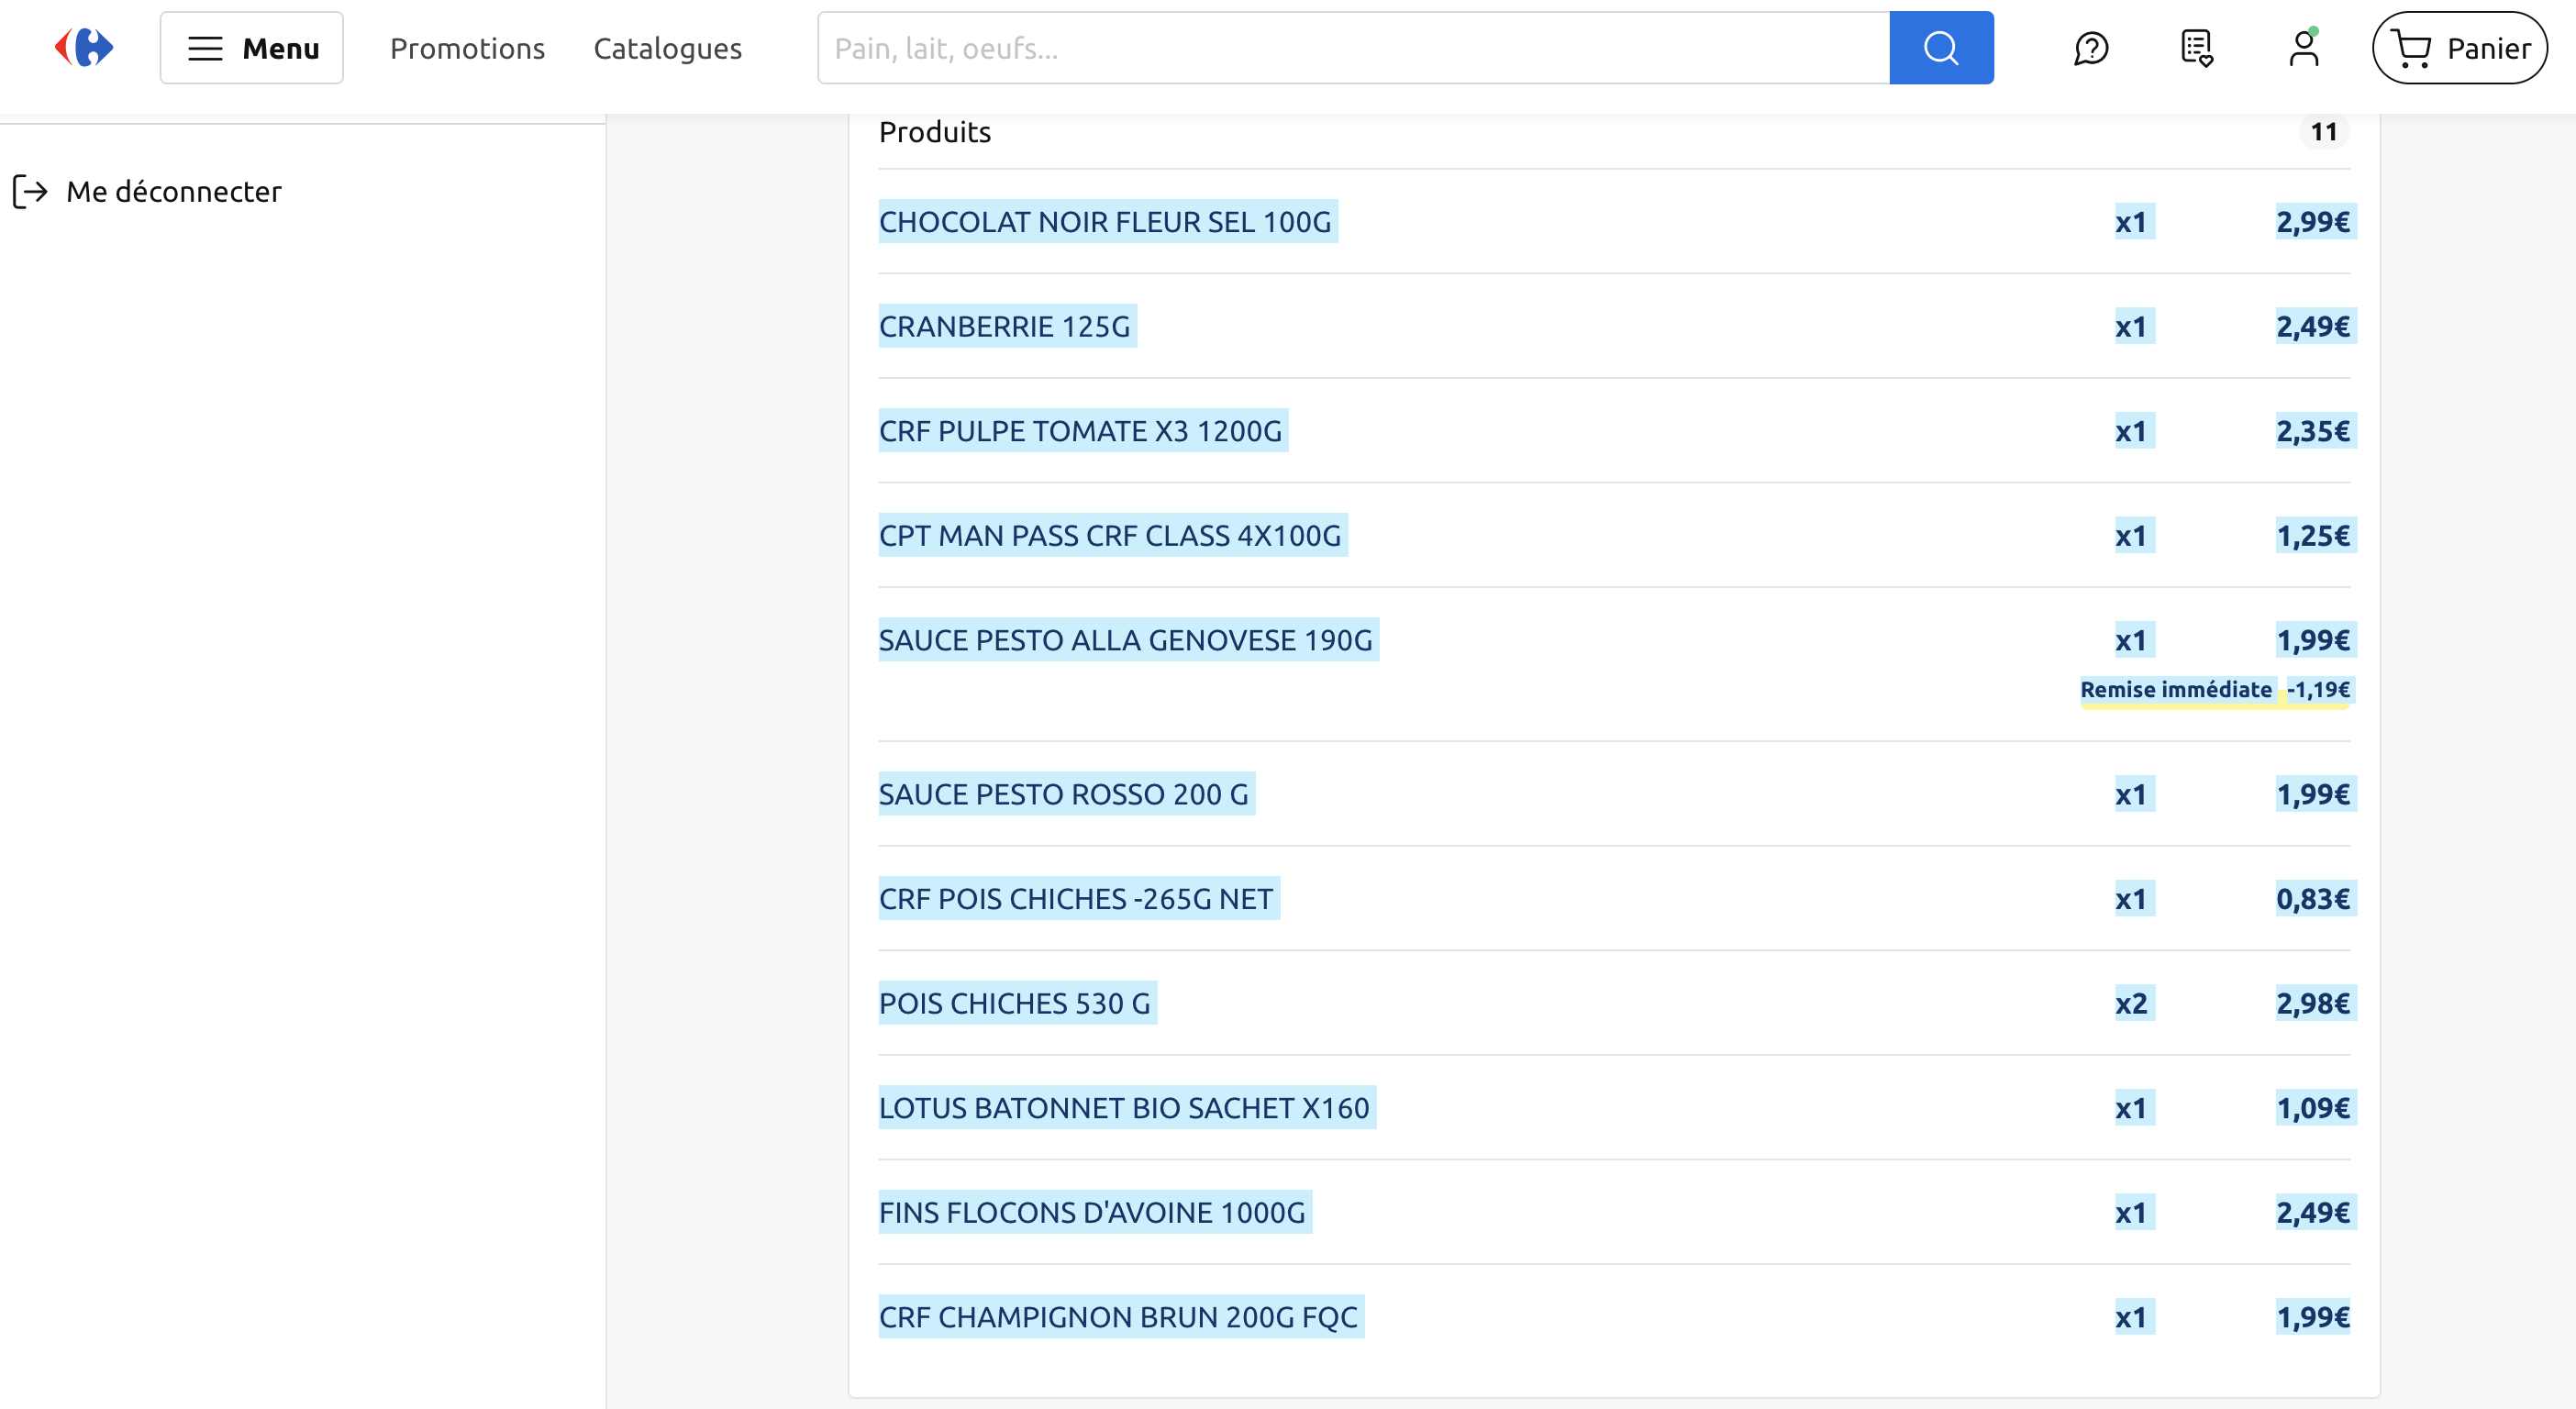 Menu Promotions Catalogues Pain, lait, oeufs... Panier
Produits 11
Me déconnecter
CHOCOLAT NOIR FLEUR SEL 100G x1 2,99€
CRANBERRIE 125G x1 2,49€
CRF PULPE TOMATE X3 1200G x1 2,35€
CPT MAN PASS CRF CLASS 4X100G x1 1,25€
SAUCE PESTO ALLA GENOVESE 190G x1 1,99€
Remise immédiate -1,19€
SAUCE PESTO ROSSO 200 G x1 1,99€
CRF POIS CHICHES -265G NET x1 0,83€
POIS CHICHES 530 G x2 2,98€
LOTUS BATONNET BIO SACHET X160 x1 1,09€
FINS FLOCONS D'AVOINE 1000G x1 2,49€
CRF CHAMPIGNON BRUN 200G FQC x1 1,99€